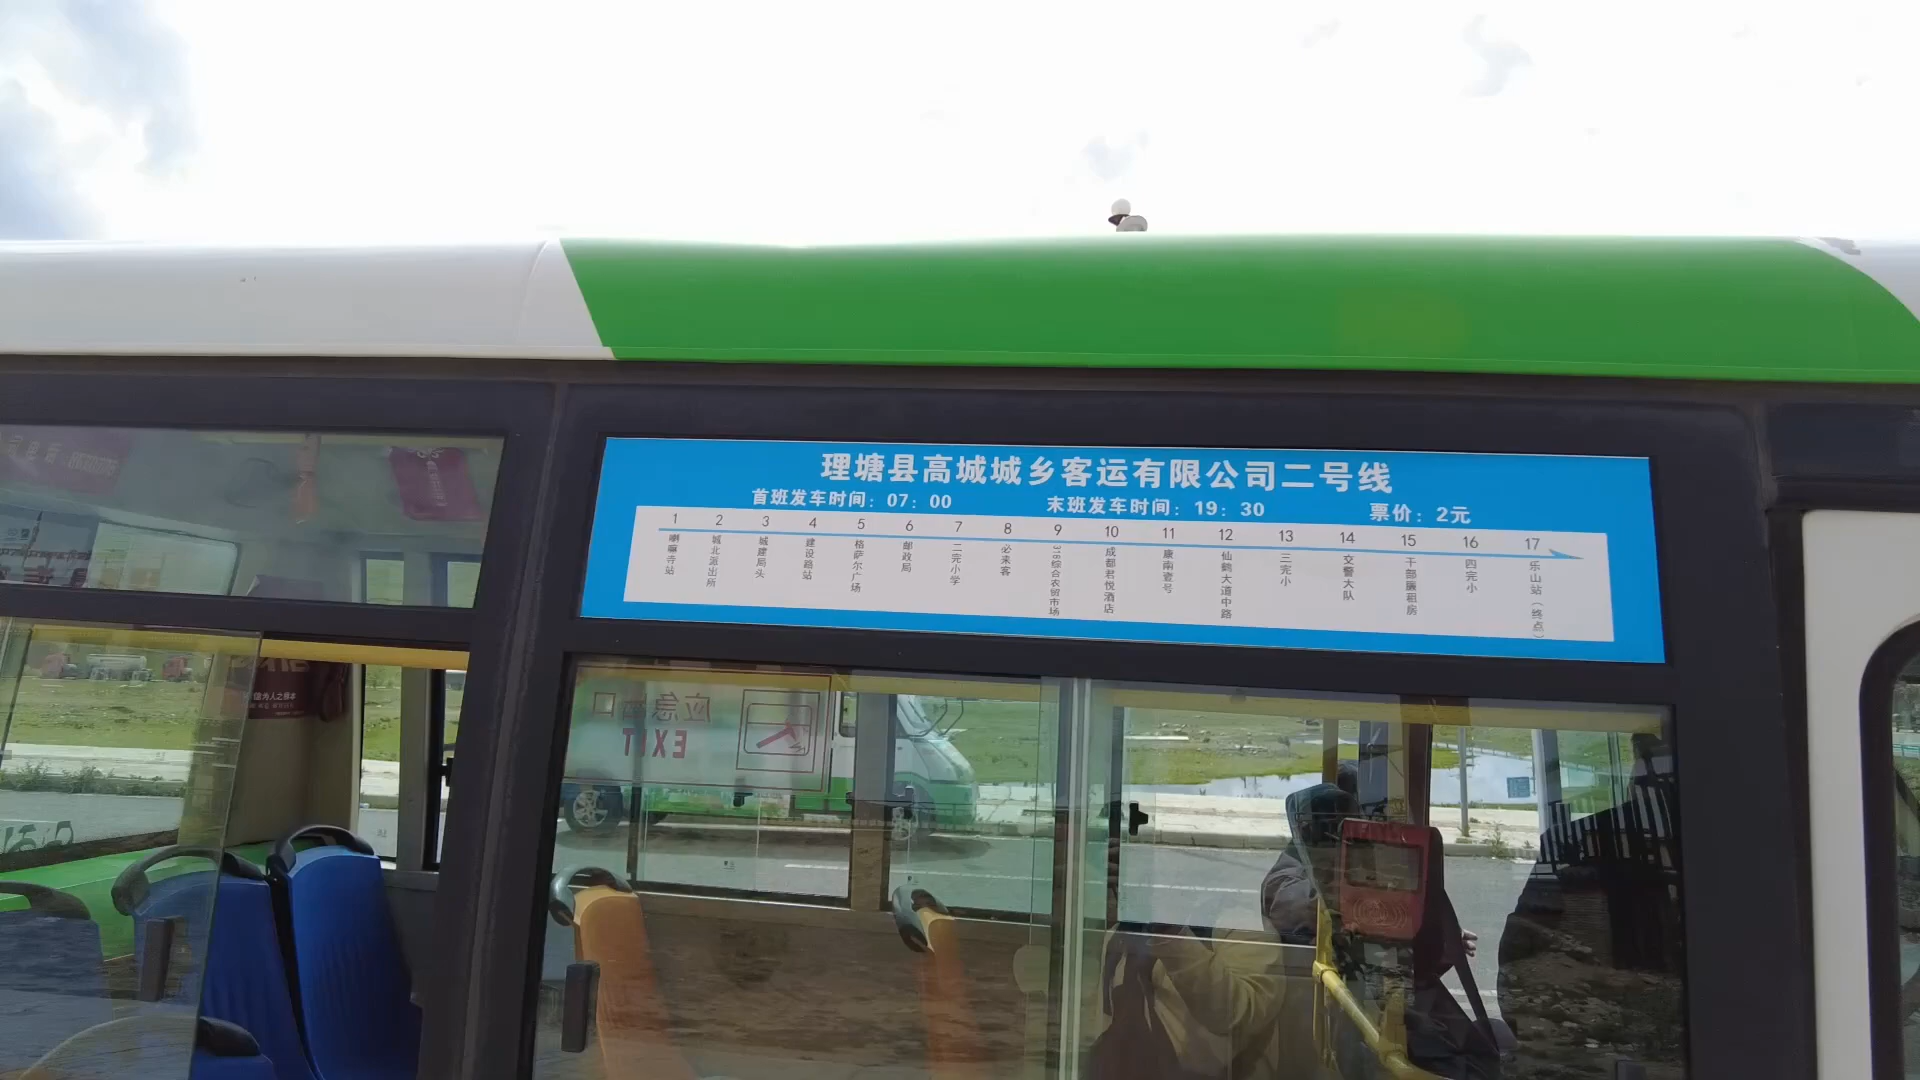 理塘县高城城乡客运有限公司二号线
首班发车时间：07：00 末班发车时间：19：30 票价：2元
1 喇嘛寺站
2 城北派出所
3 城建局头
4 建设路站
5 格萨尔广场
6 邮政局
7 二完小学
8 必来客
9 318综合农贸市场
10 成都君悦酒店
11 康南壹号
12 仙鹤大道中路
13 三完小
14 交警大队
15 干部廉租房
16 四完小
17 乐山站（终点）
应急出口
EXIT